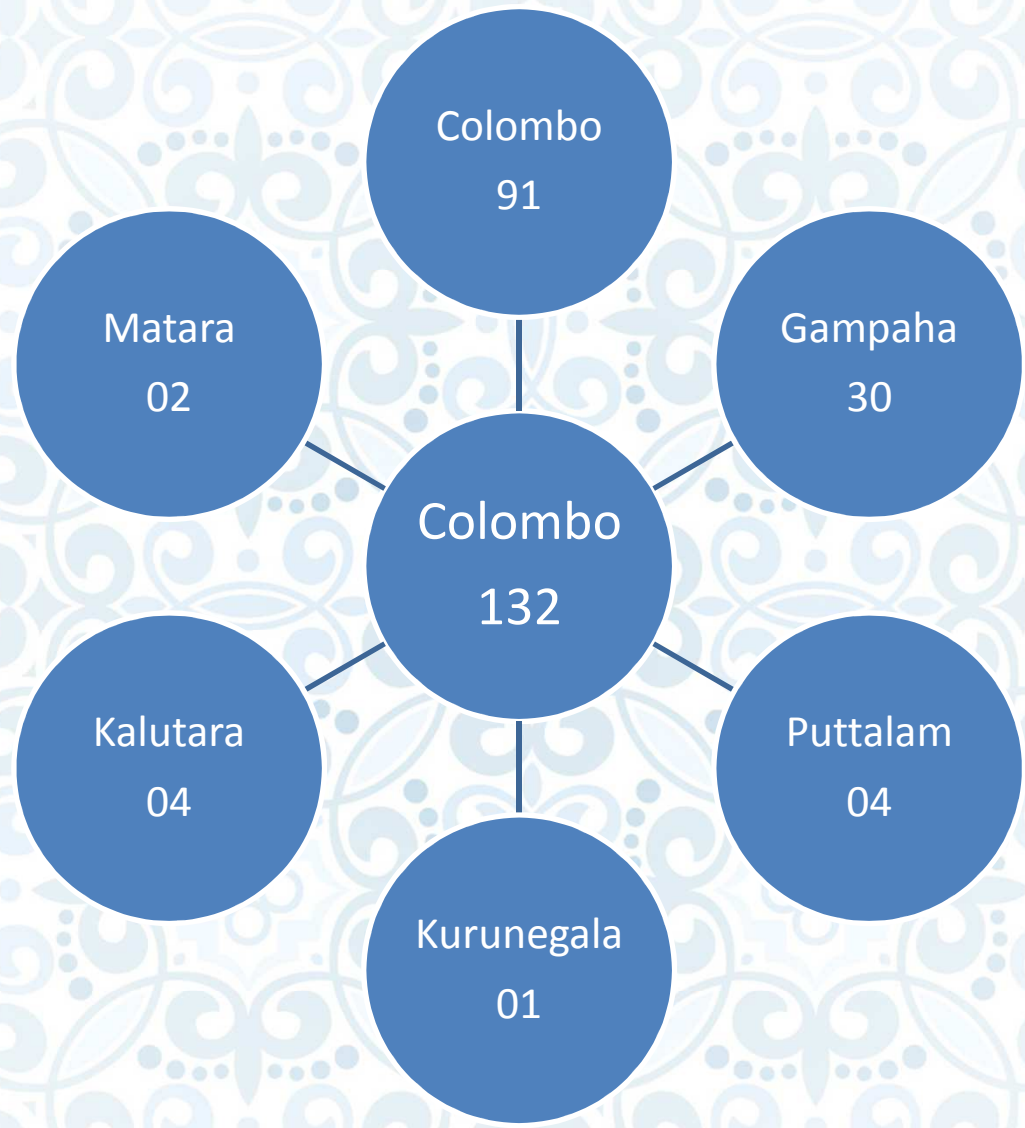 Colombo
91
Gampaha
30
Matara
02
Colombo
132
Puttalam
04
Kalutara
04
Kurunegala
01